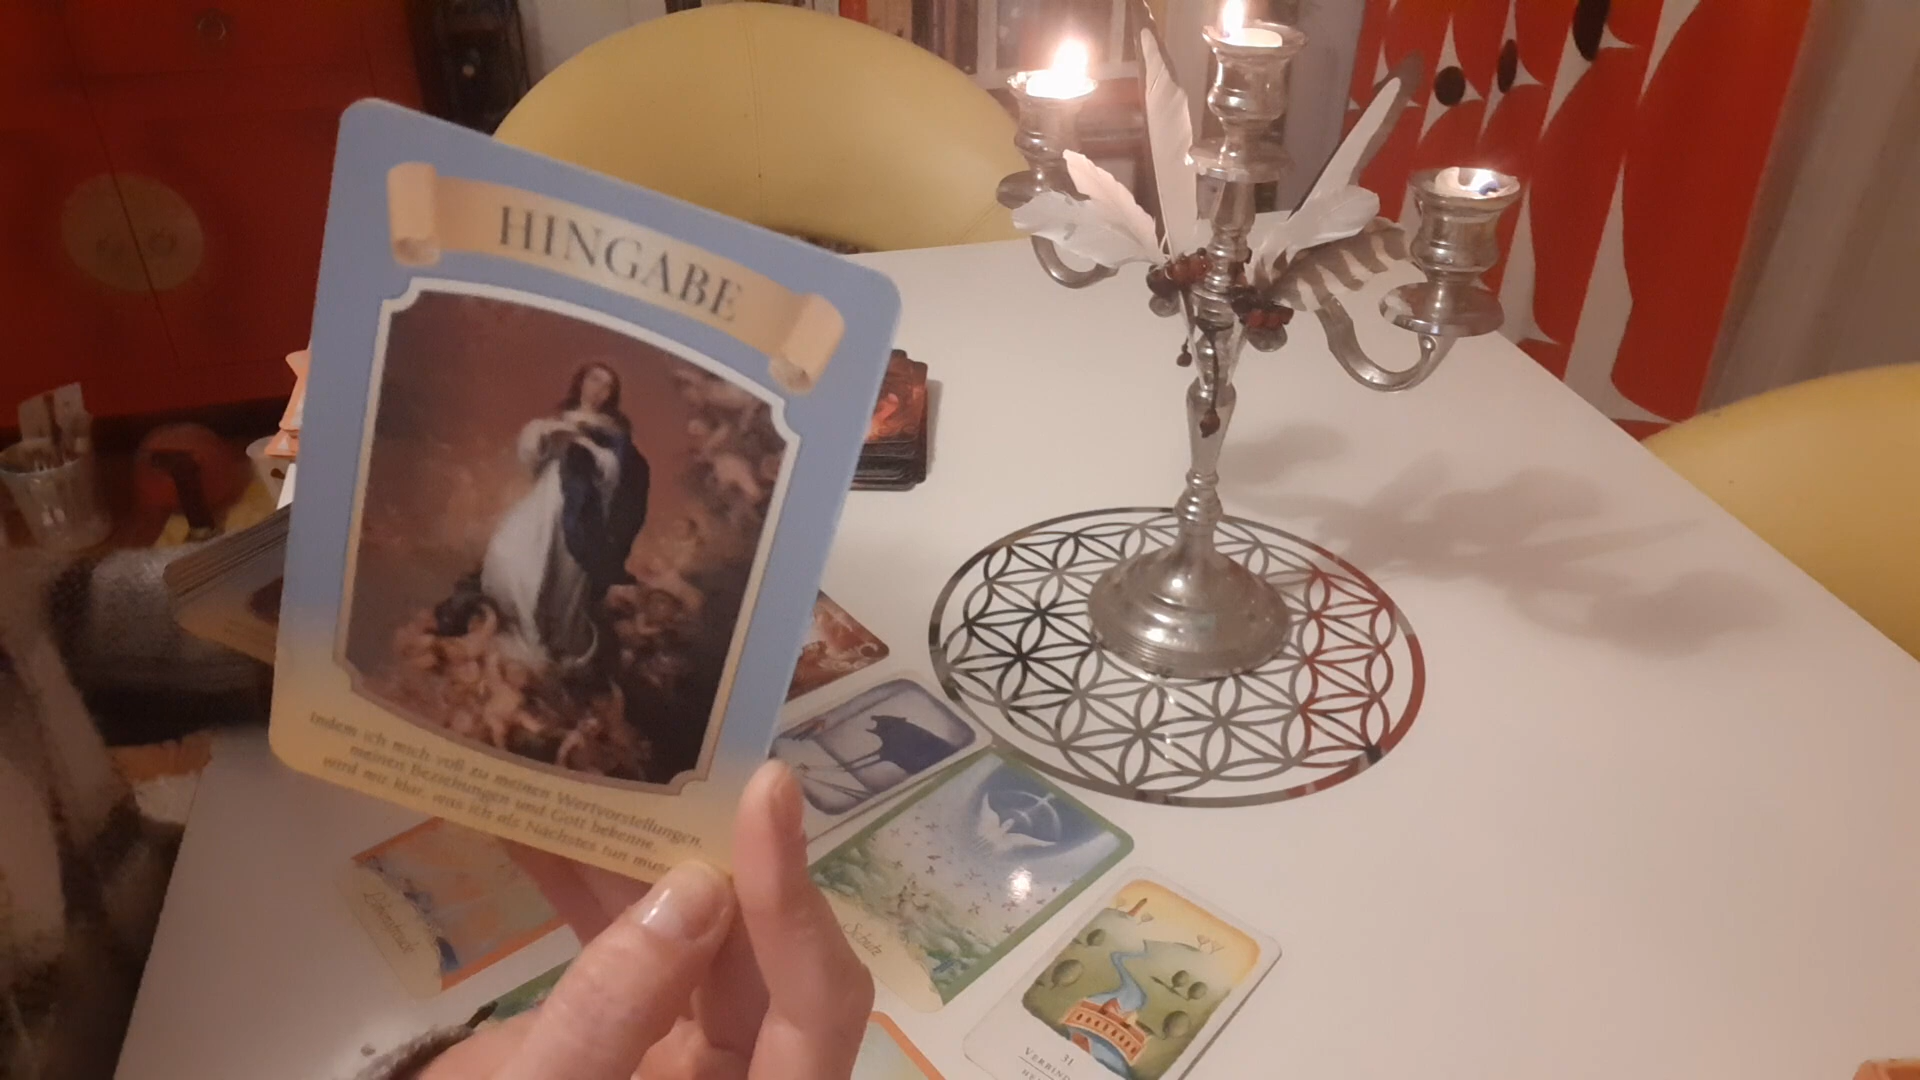 HINGABE
Indem ich mich voll zu meinen Wertvorstellungen,
meinen Beziehungen und Gott bekenne,
wird mir klar, was ich als Nächstes tun muss
Schutz
31
VERBIND